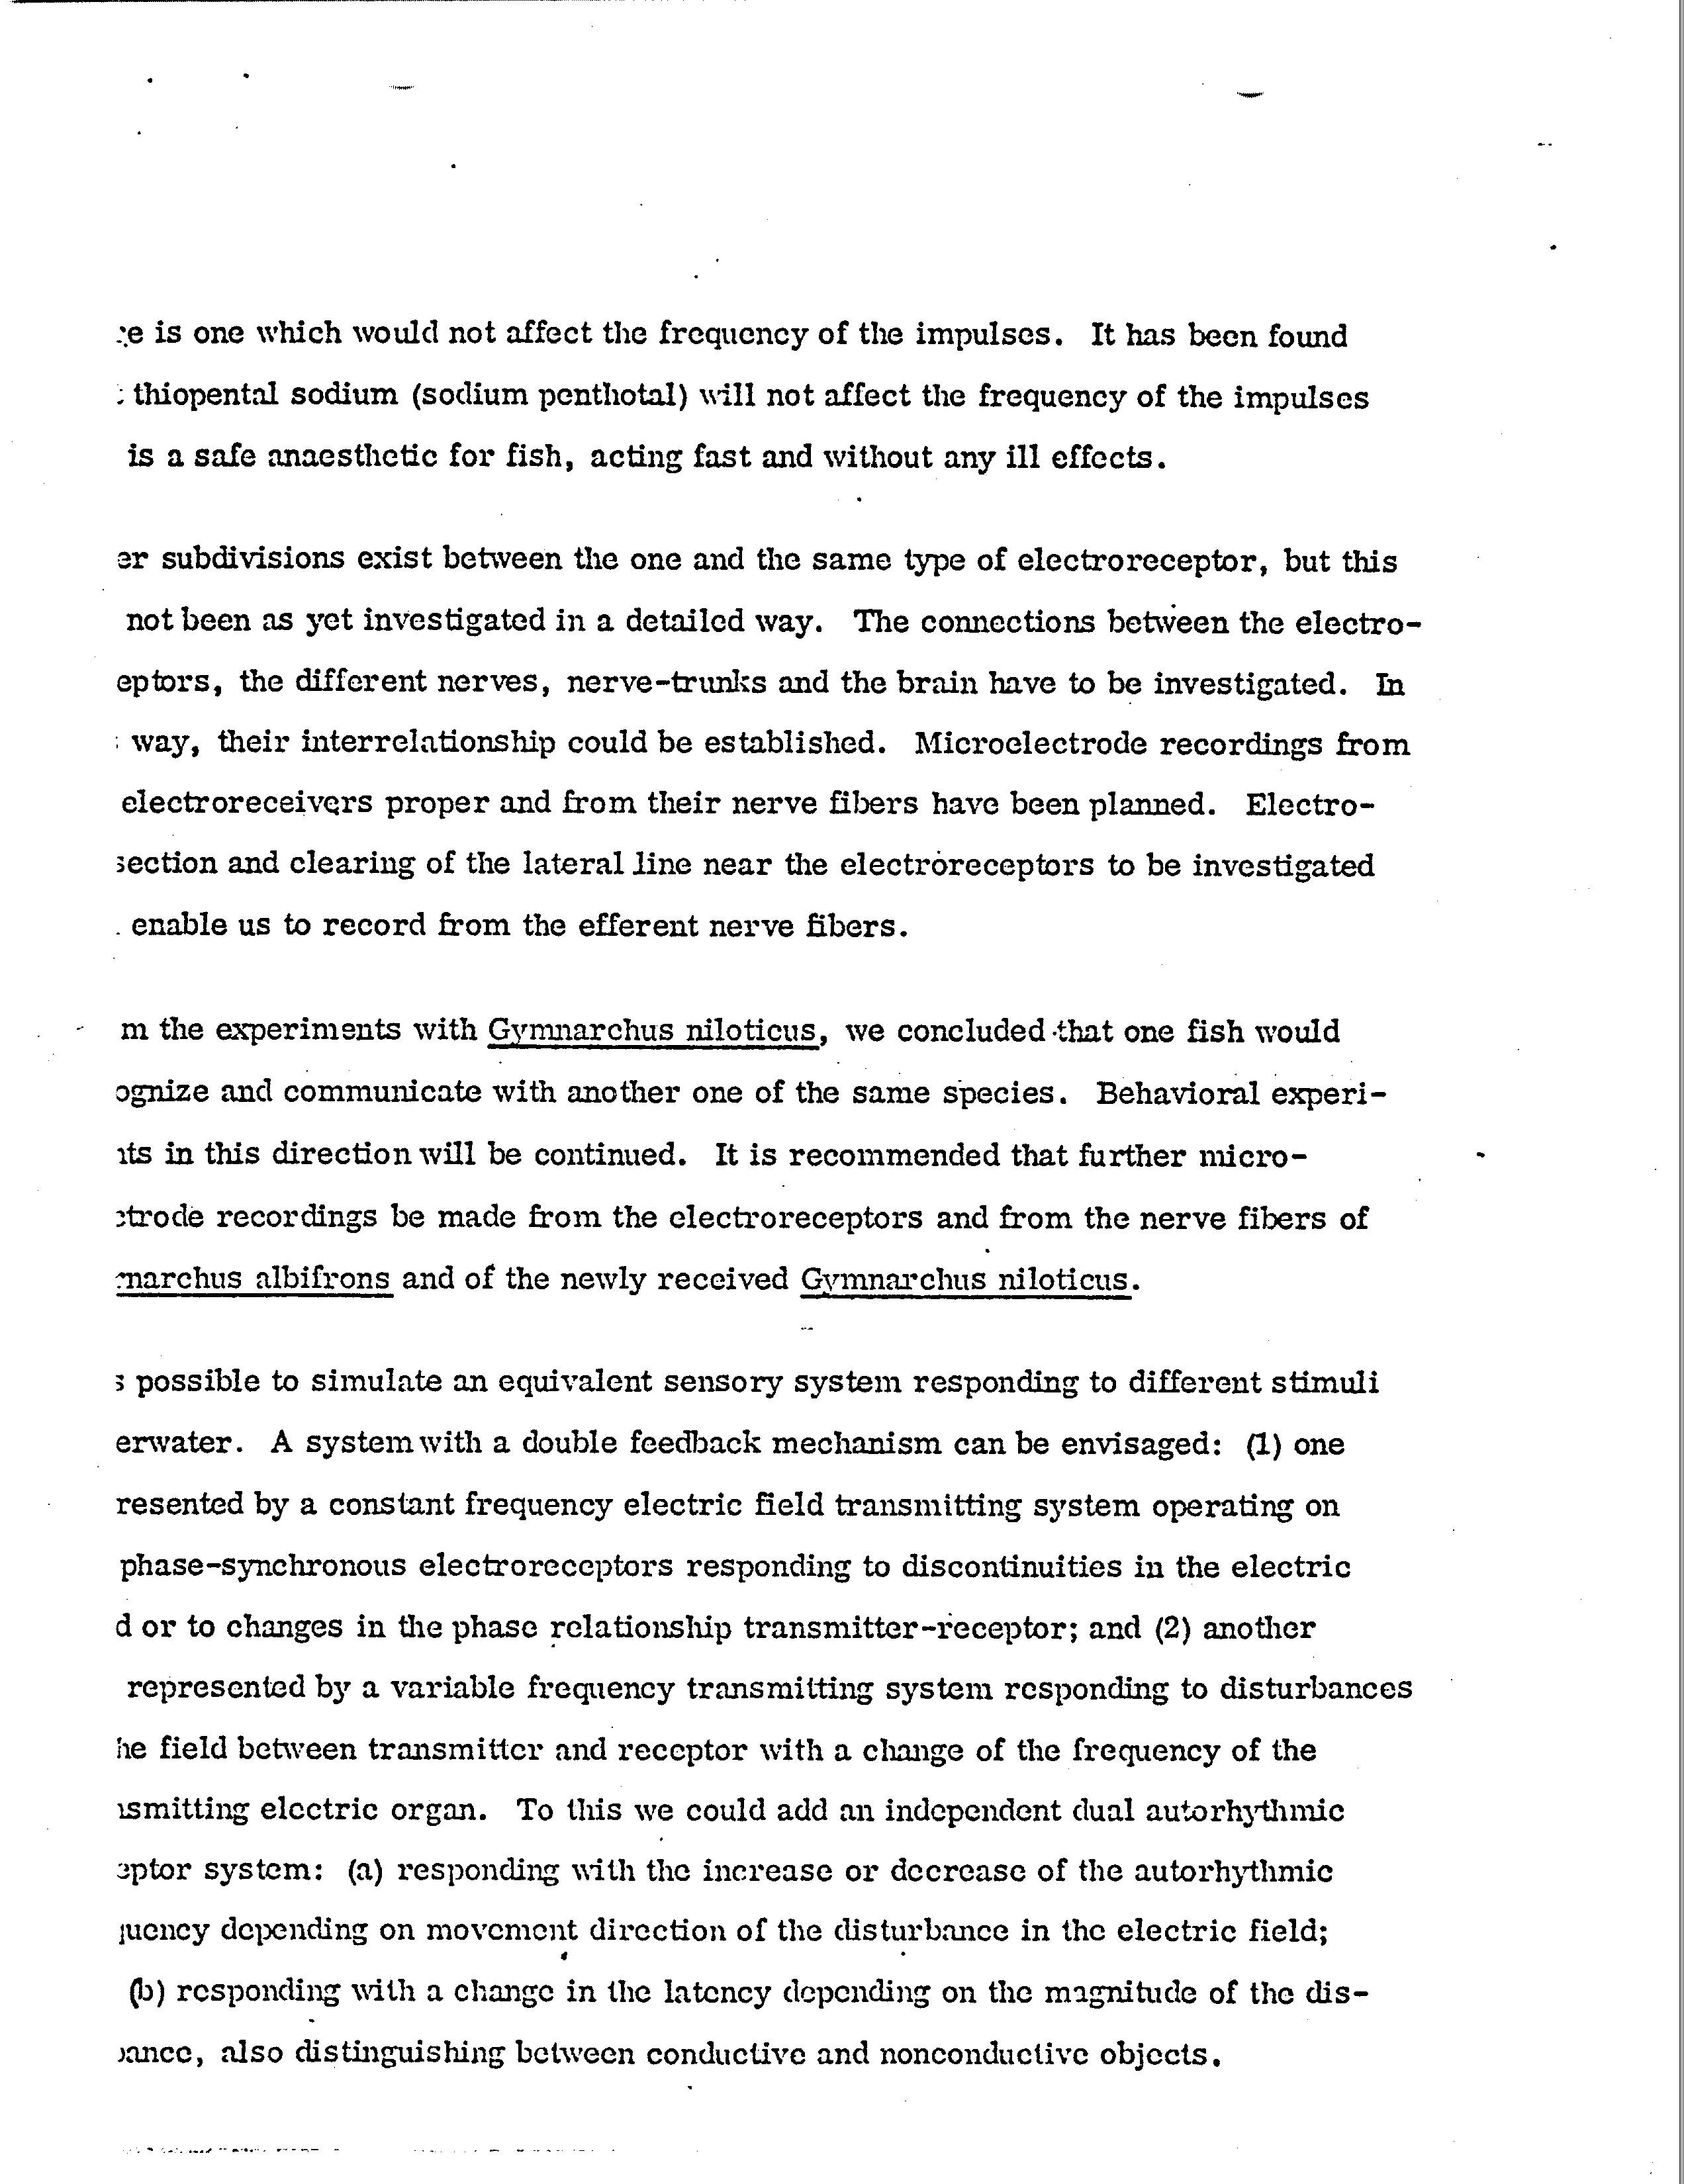 e is one which would not affect the frequency of the impulses. It has been found
thiopental sodium (sodium penthotal) will not affect the frequency of the impulses
is a safe anaesthetic for fish, acting fast and without any ill effects.
er subdivisions exist between the one and the same type of electroreceptor, but this
not been as yet investigated in a detailed way. The connections between the electro-
eptors, the different nerves, nerve-trunks and the brain have to be investigated. In
way, their interrelationship could be established. Microelectrode recordings from
electroreceivers proper and from their nerve fibers have been planned. Electro-
section and clearing of the lateral line near the electroreceptors to be investigated
enable us to record from the efferent nerve fibers.
m the experiments with Gymnarchus niloticus, we concluded that one fish would
ognize and communicate with another one of the same species. Behavioral experi-
nts in this direction will be continued. It is recommended that further micro-
ctrode recordings be made from the electroreceptors and from the nerve fibers of
marchus albifrons and of the newly received Gymnarchus niloticus.
s possible to simulate an equivalent sensory system responding to different stimuli
erwater. A system with a double feedback mechanism can be envisaged: (1) one
resented by a constant frequency electric field transmitting system operating on
phase-synchronous electroreceptors responding to discontinuities in the electric
d or to changes in the phase relationship transmitter-receptor; and (2) another
represented by a variable frequency transmitting system responding to disturbances
he field between transmitter and receptor with a change of the frequency of the
nsmitting electric organ. To this we could add an independent dual autorhythmic
eptor system: (a) responding with the increase or decrease of the autorhythmic
quency depending on movement direction of the disturbance in the electric field;
(b) responding with a change in the latency depending on the magnitude of the dis-
bance, also distinguishing between conductive and nonconductive objects.